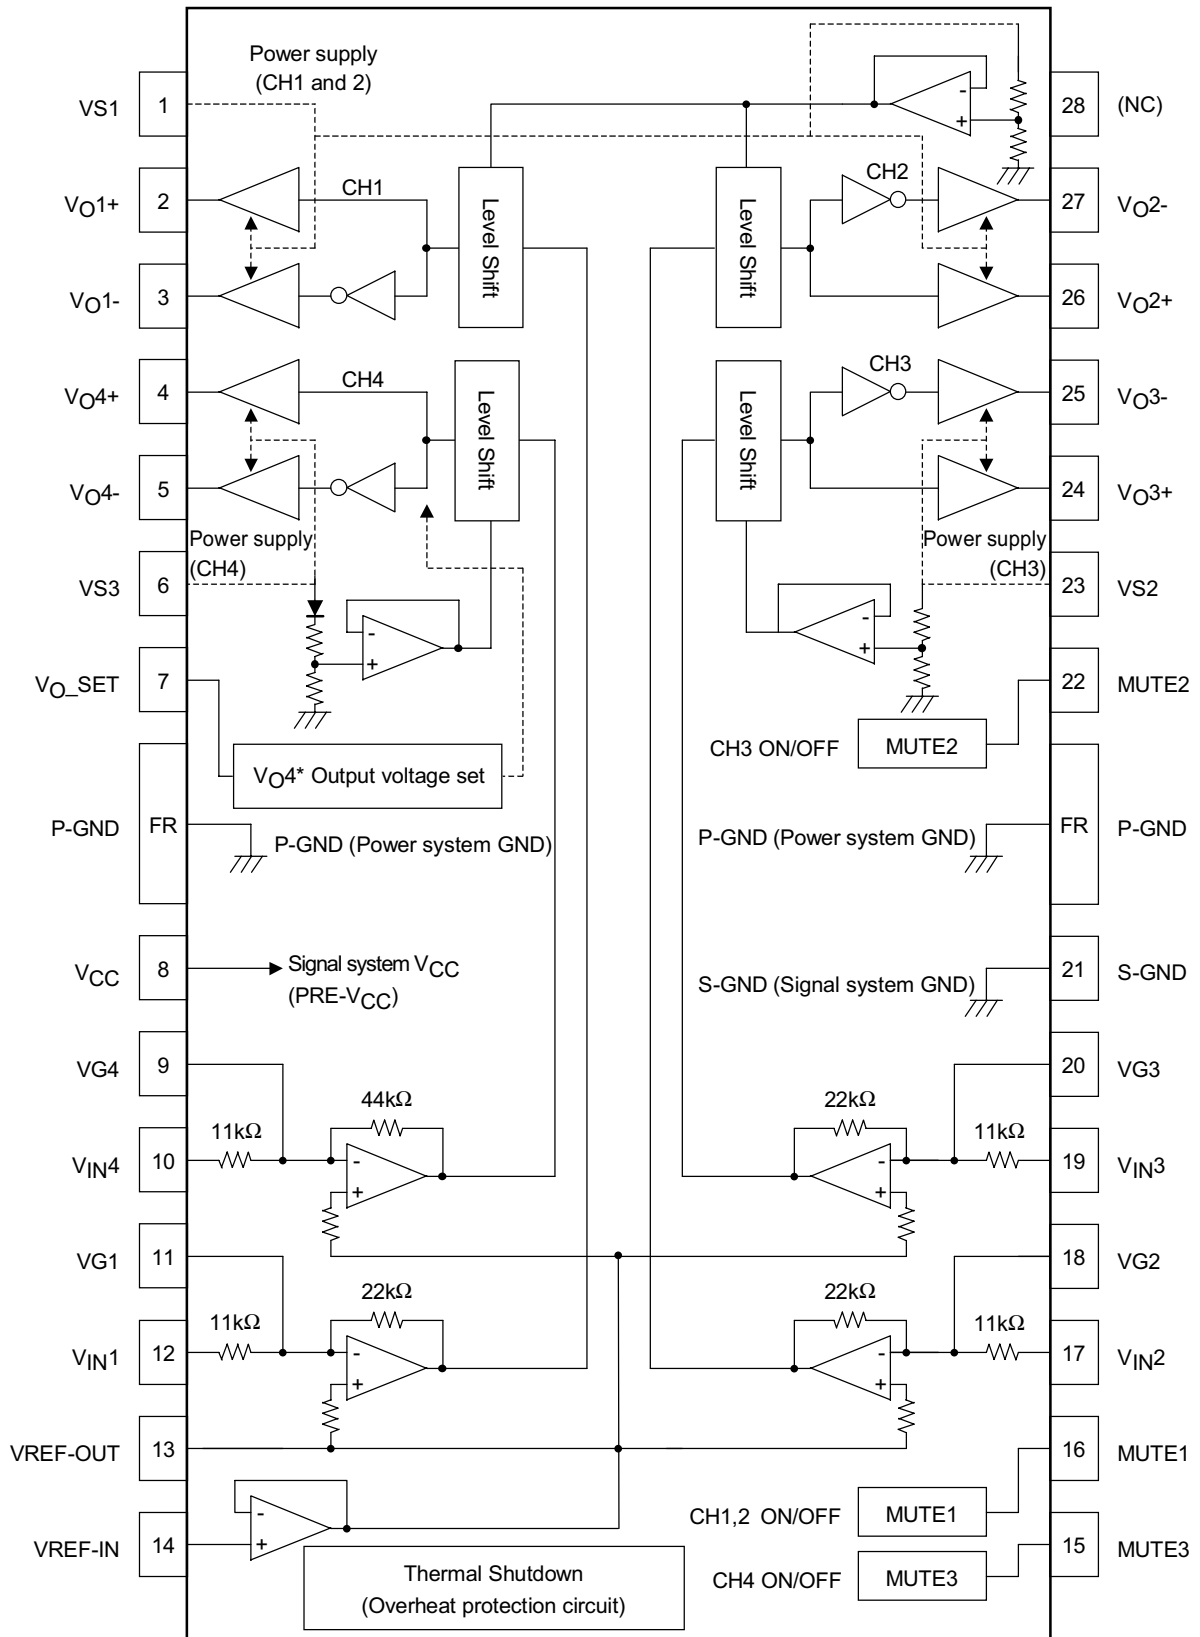 Power supply
(CH1 and 2)
VS1
1
28
(NC)
-
+
VO1+
2
CH1
Level Shift
Level Shift
CH2
27
VO2-
VO1-
3
26
VO2+
VO4+
4
CH4
Level Shift
Level Shift
CH3
25
VO3-
VO4-
5
24
VO3+
Power supply
(CH4)
Power supply
(CH3)
VS3
6
23
VS2
-
+
-
+
VO_SET
7
22
MUTE2
CH3 ON/OFF
MUTE2
VO4* Output voltage set
P-GND
FR
P-GND (Power system GND)
P-GND (Power system GND)
FR
P-GND
VCC
8
Signal system VCC
(PRE-VCC)
S-GND (Signal system GND)
21
S-GND
VG4
9
20
VG3
44kΩ
22kΩ
11kΩ
11kΩ
VIN4
10
-
+
-
+
19
VIN3
VG1
11
18
VG2
22kΩ
22kΩ
11kΩ
11kΩ
VIN1
12
-
+
-
+
17
VIN2
VREF-OUT
13
16
MUTE1
CH1,2 ON/OFF
MUTE1
VREF-IN
14
-
+
15
MUTE3
CH4 ON/OFF
MUTE3
Thermal Shutdown
(Overheat protection circuit)